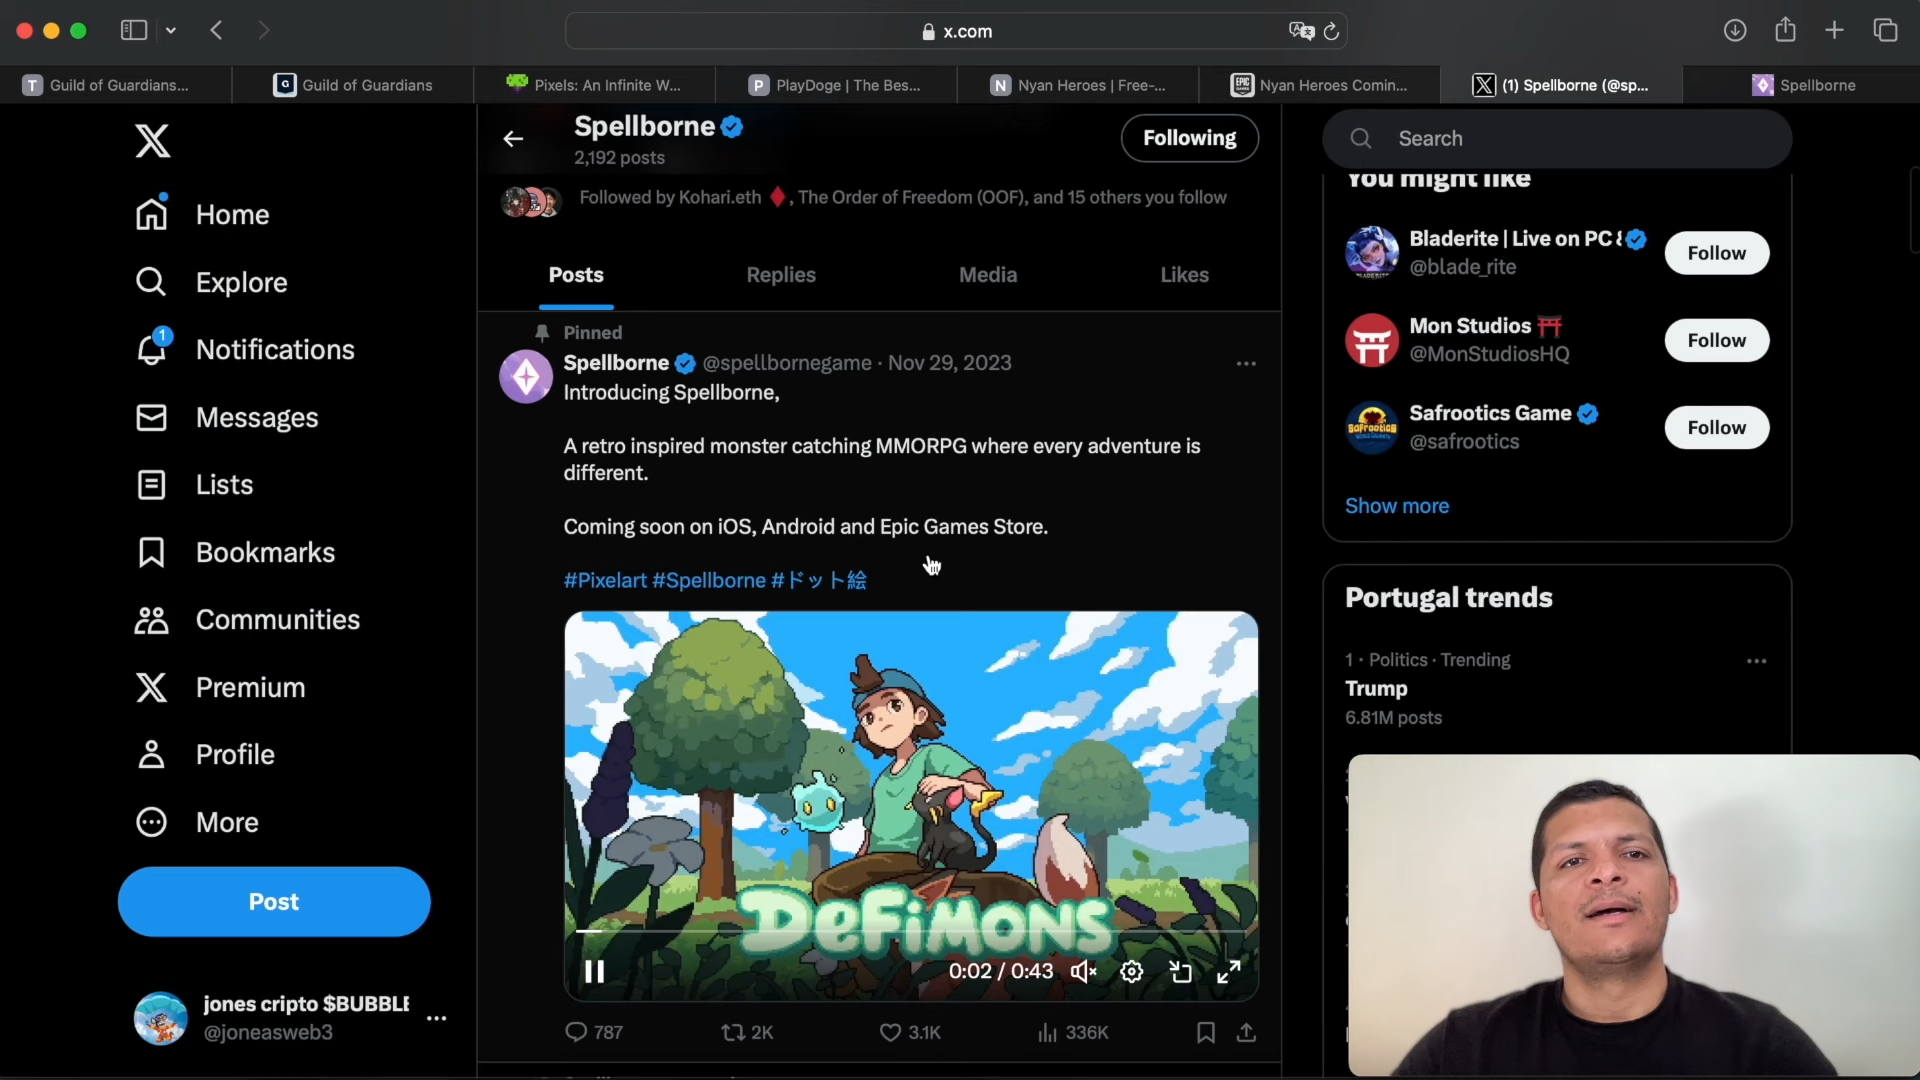 x.com
T Guild of Guardians...
G Guild of Guardians
Pixels: An Infinite W...
P PlayDoge | The Bes...
N Nyan Heroes | Free-...
EPIC GAMES Nyan Heroes Comin...
(1) Spellborne (@sp...
Spellborne
Home
Explore
1
Notifications
Messages
Lists
Bookmarks
Communities
Premium
Profile
More
Post
jones cripto $BUBBLE
@joneasweb3
Spellborne
2,192 posts
Following
Followed by Kohari.eth ♦️, The Order of Freedom (OOF), and 15 others you follow
Posts Replies Media Likes
Pinned
Spellborne @spellbornegame · Nov 29, 2023
Introducing Spellborne,
A retro inspired monster catching MMORPG where every adventure is
different.
Coming soon on iOS, Android and Epic Games Store.
#Pixelart #Spellborne #ドット絵
DeFiMONS
0:02 / 0:43
787 2K 3.1K 336K
Search
You might like
Bladerite | Live on PC &
@blade_rite
Follow
Mon Studios ⛩️
@MonStudiosHQ
Follow
Safrootics Game
@safrootics
Follow
Show more
Portugal trends
1 · Politics · Trending
Trump
6.81M posts